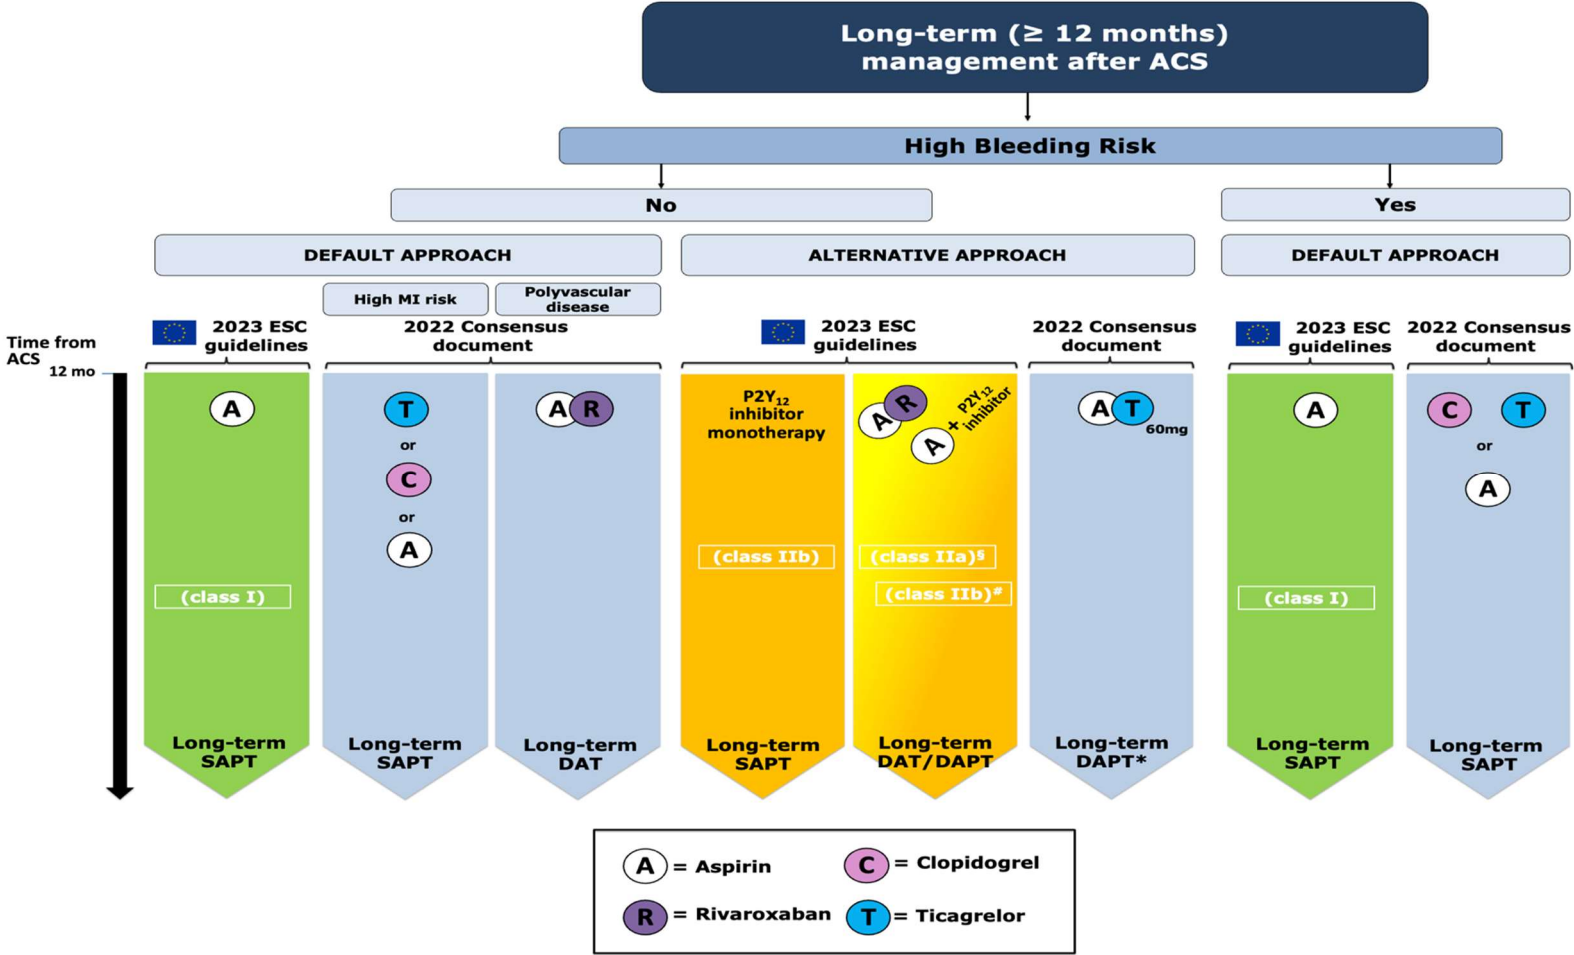 Long-term (≥ 12 months)
management after ACS
High Bleeding Risk
No
Yes
DEFAULT APPROACH
ALTERNATIVE APPROACH
DEFAULT APPROACH
High MI risk
Polyvascular
disease
2023 ESC
guidelines
2022 Consensus
document
2023 ESC
guidelines
2022 Consensus
document
2023 ESC
guidelines
2022 Consensus
document
Time from
ACS
12 mo
A
(class I)
Long-term
SAPT
T
or
C
or
A
Long-term
SAPT
A R
Long-term
DAT
P2Y₁₂
inhibitor
monotherapy
(class IIb)
Long-term
SAPT
A R
A + P2Y₁₂
inhibitor
(class IIa)§
(class IIb)#
Long-term
DAT/DAPT
A T
60mg
Long-term
DAPT*
A
(class I)
Long-term
SAPT
C T
or
A
Long-term
SAPT
A = Aspirin
C = Clopidogrel
R = Rivaroxaban
T = Ticagrelor